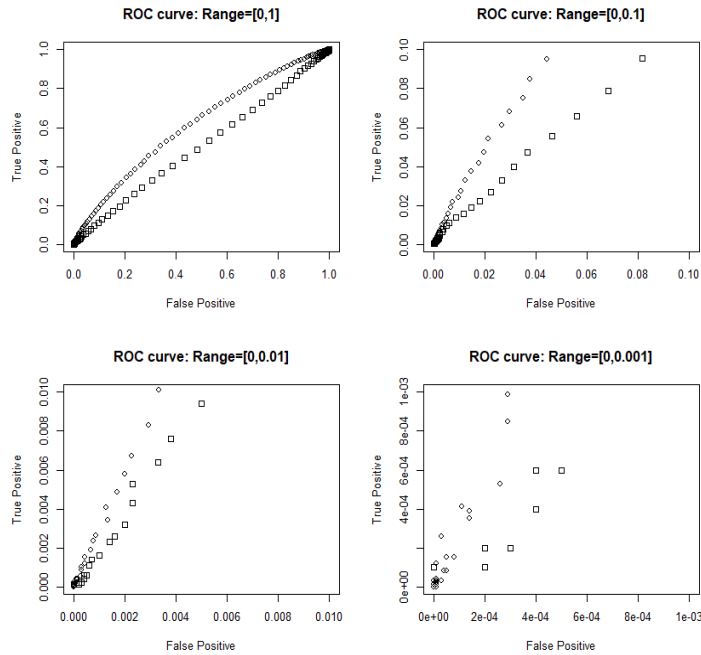 ROC curve: Range=[0,1]
True Positive
0.0 0.2 0.4 0.6 0.8 1.0
0.0 0.2 0.4 0.6 0.8 1.0
False Positive
ROC curve: Range=[0,0.1]
True Positive
0.00 0.02 0.04 0.06 0.08 0.10
0.00 0.02 0.04 0.06 0.08 0.10
False Positive
ROC curve: Range=[0,0.01]
True Positive
0.000 0.002 0.004 0.006 0.008 0.010
0.000 0.002 0.004 0.006 0.008 0.010
False Positive
ROC curve: Range=[0,0.001]
True Positive
0e+00 4e-04 6e-04 8e-04 1e-03
0e+00 2e-04 4e-04 6e-04 8e-04 1e-03
False Positive